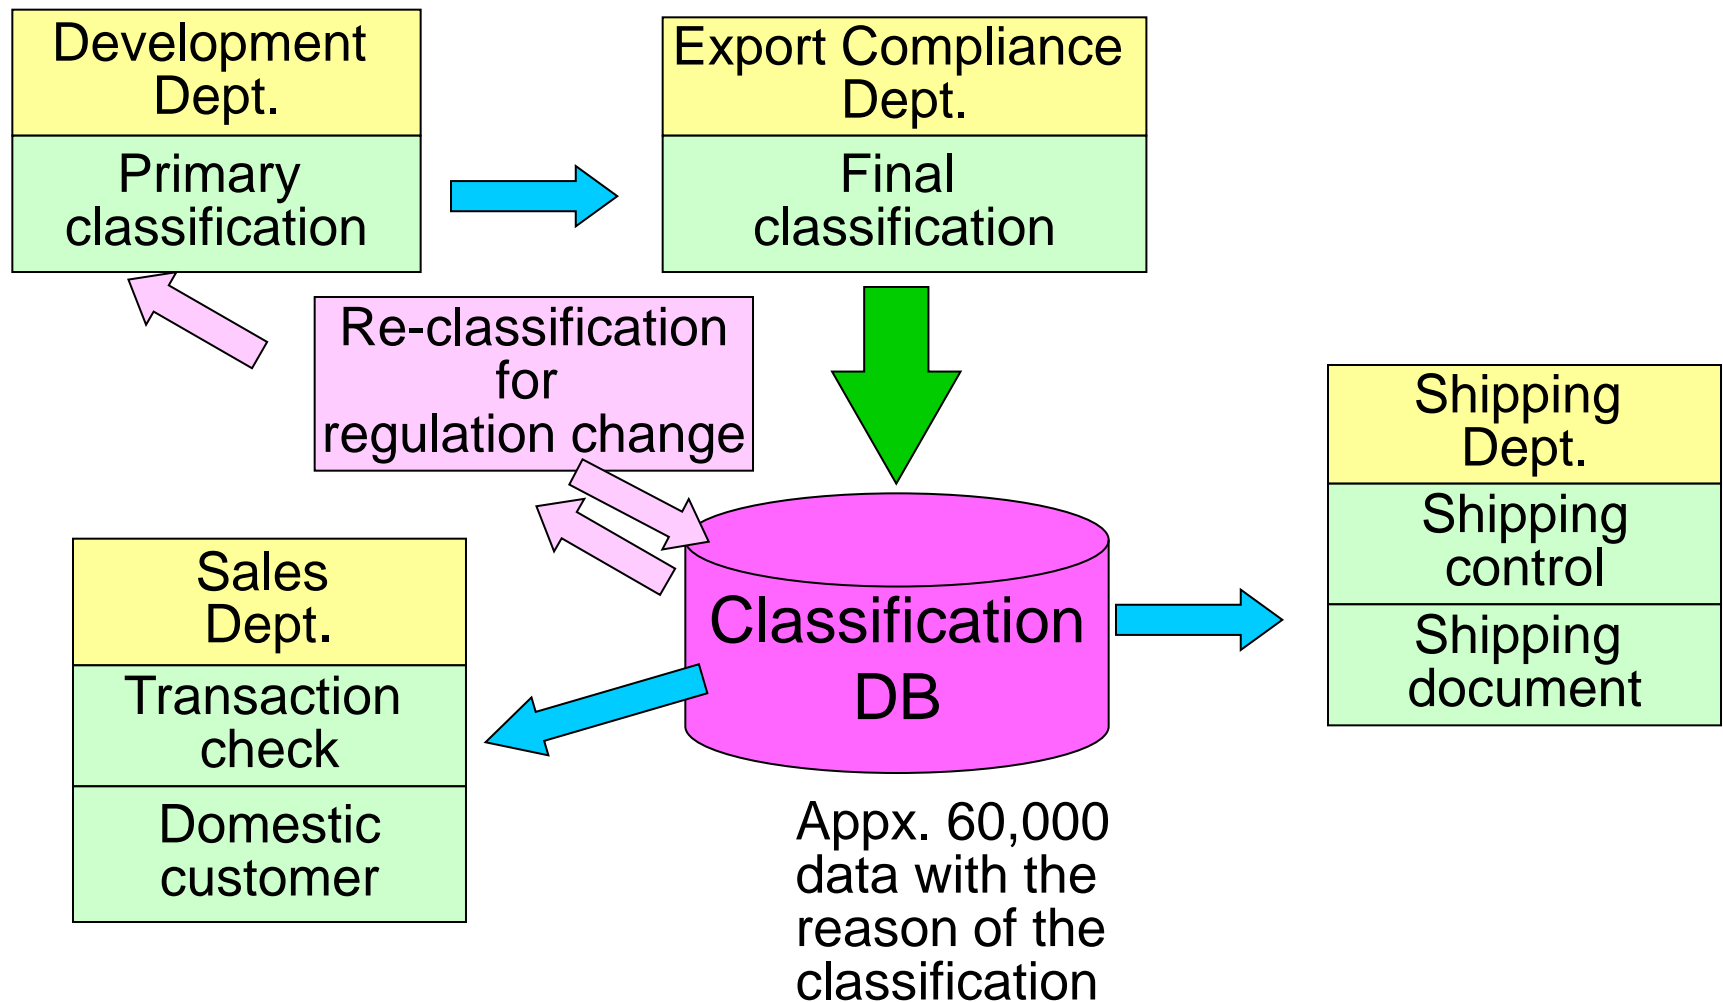 Development
Dept.
Primary
classification
Export Compliance
Dept.
Final
classification
Re-classification
for
regulation change
Shipping
Dept.
Shipping
control
Shipping
document
Sales
Dept.
Transaction
check
Domestic
customer
Classification
DB
Appx. 60,000
data with the
reason of the
classification